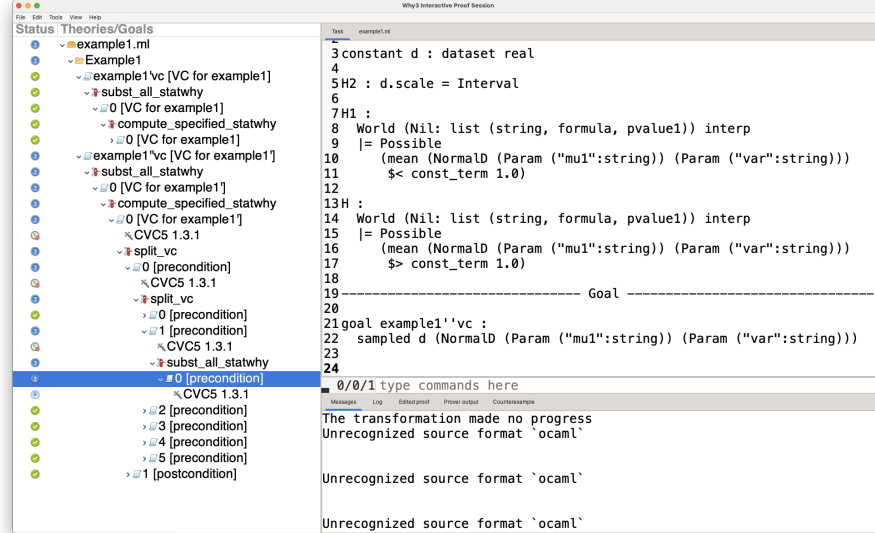 Why3 Interactive Proof Session
File Edit Tools View Help
Status Theories/Goals
example1.ml
Example1
example1'vc [VC for example1]
subst_all_statwhy
0 [VC for example1]
compute_specified_statwhy
0 [VC for example1]
example1''vc [VC for example1']
subst_all_statwhy
0 [VC for example1']
compute_specified_statwhy
0 [VC for example1']
CVC5 1.3.1
split_vc
0 [precondition]
CVC5 1.3.1
split_vc
0 [precondition]
1 [precondition]
CVC5 1.3.1
subst_all_statwhy
0 [precondition]
CVC5 1.3.1
2 [precondition]
3 [precondition]
4 [precondition]
5 [precondition]
1 [postcondition]
Task example1.ml
2
3 constant d : dataset real
4
5 H2 : d.scale = Interval
6
7 H1 :
8 World (Nil: list (string, formula, pvalue1)) interp
9 |= Possible
10 (mean (NormalD (Param ("mu1":string)) (Param ("var":string)))
11 $< const_term 1.0)
12
13 H :
14 World (Nil: list (string, formula, pvalue1)) interp
15 |= Possible
16 (mean (NormalD (Param ("mu1":string)) (Param ("var":string)))
17 $> const_term 1.0)
18
19 ------------------------------ Goal --------------------------------
20
21 goal example1''vc :
22 sampled d (NormalD (Param ("mu1":string)) (Param ("var":string)))
23
24
0/0/1 type commands here
Messages Log Edited proof Prover output Counterexample
The transformation made no progress
Unrecognized source format `ocaml`
Unrecognized source format `ocaml`
Unrecognized source format `ocaml`